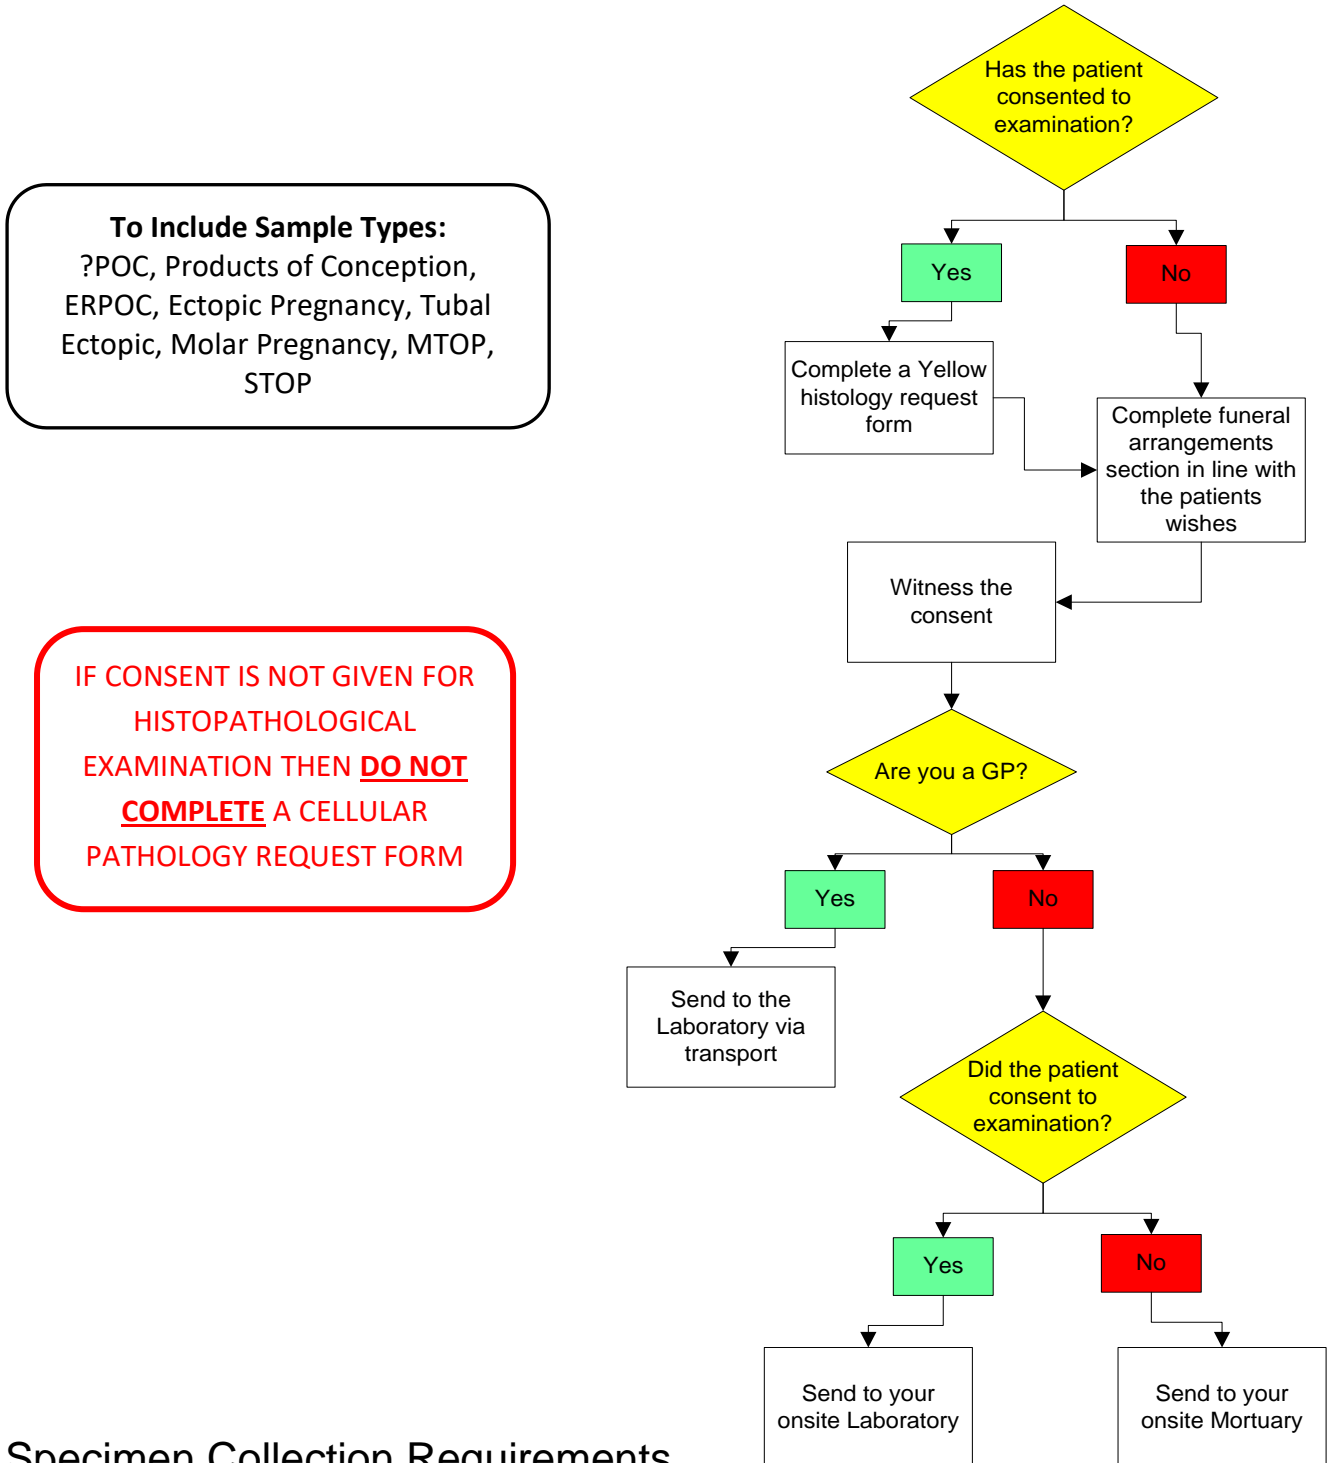 Has the patient
consented to
examination?
To Include Sample Types:
?POC, Products of Conception,
ERPOC, Ectopic Pregnancy, Tubal
Ectopic, Molar Pregnancy, MTOP,
STOP
Yes
No
Complete a Yellow
histology request
form
Complete funeral
arrangements
section in line with
the patients
wishes
Witness the
consent
IF CONSENT IS NOT GIVEN FOR
HISTOPATHOLOGICAL
EXAMINATION THEN DO NOT
COMPLETE A CELLULAR
PATHOLOGY REQUEST FORM
Are you a GP?
Yes
No
Send to the
Laboratory via
transport
Did the patient
consent to
examination?
Yes
No
Send to your
onsite Laboratory
Send to your
onsite Mortuary
Specimen Collection Requirements